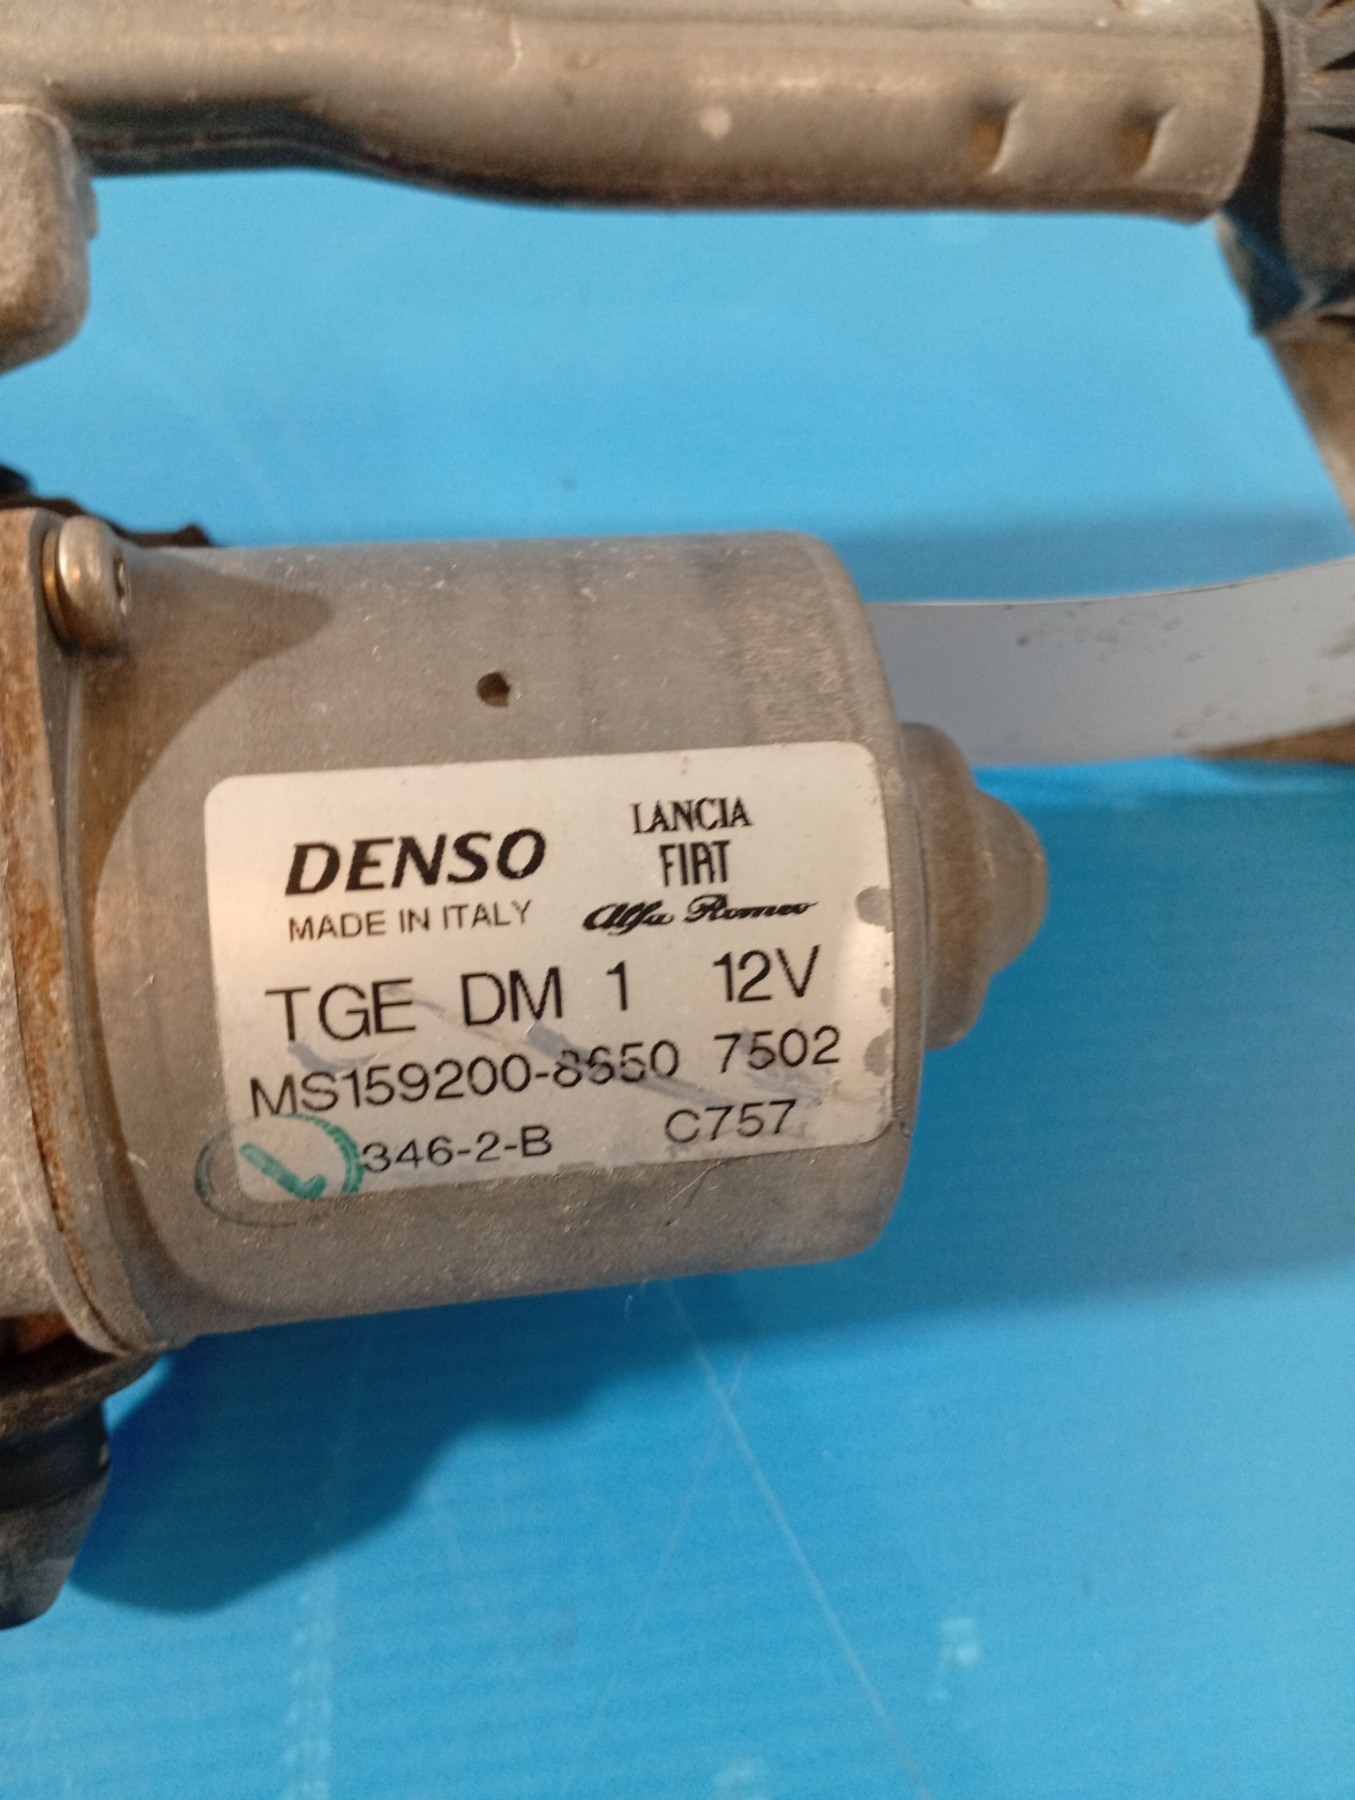 DENSO
MADE IN ITALY
LANCIA
FIAT
Alfa Romeo
TGE DM 1 12V
MS159200-8650 7502
346-2-B C757